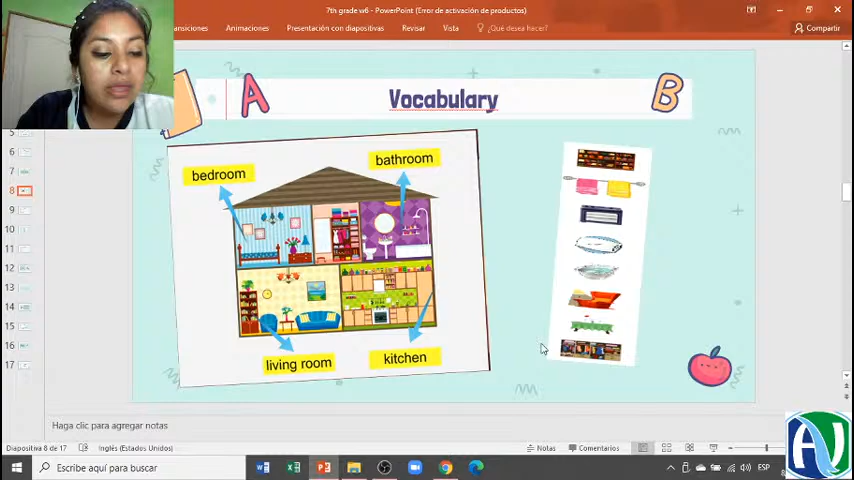 7th grade w6 - PowerPoint (Error de activación de productos)
Animaciones Presentación con diapositivas Revisar Vista ¿Qué desea hacer? Compartir
A Vocabulary B
bedroom
bathroom
living room
kitchen
5
6
7
8
9
10
11
12
13
14
15
16
17
Haga clic para agregar notas
Diapositiva 8 de 17 Inglés (Estados Unidos) Notas Comentarios
Escribe aquí para buscar
ESP